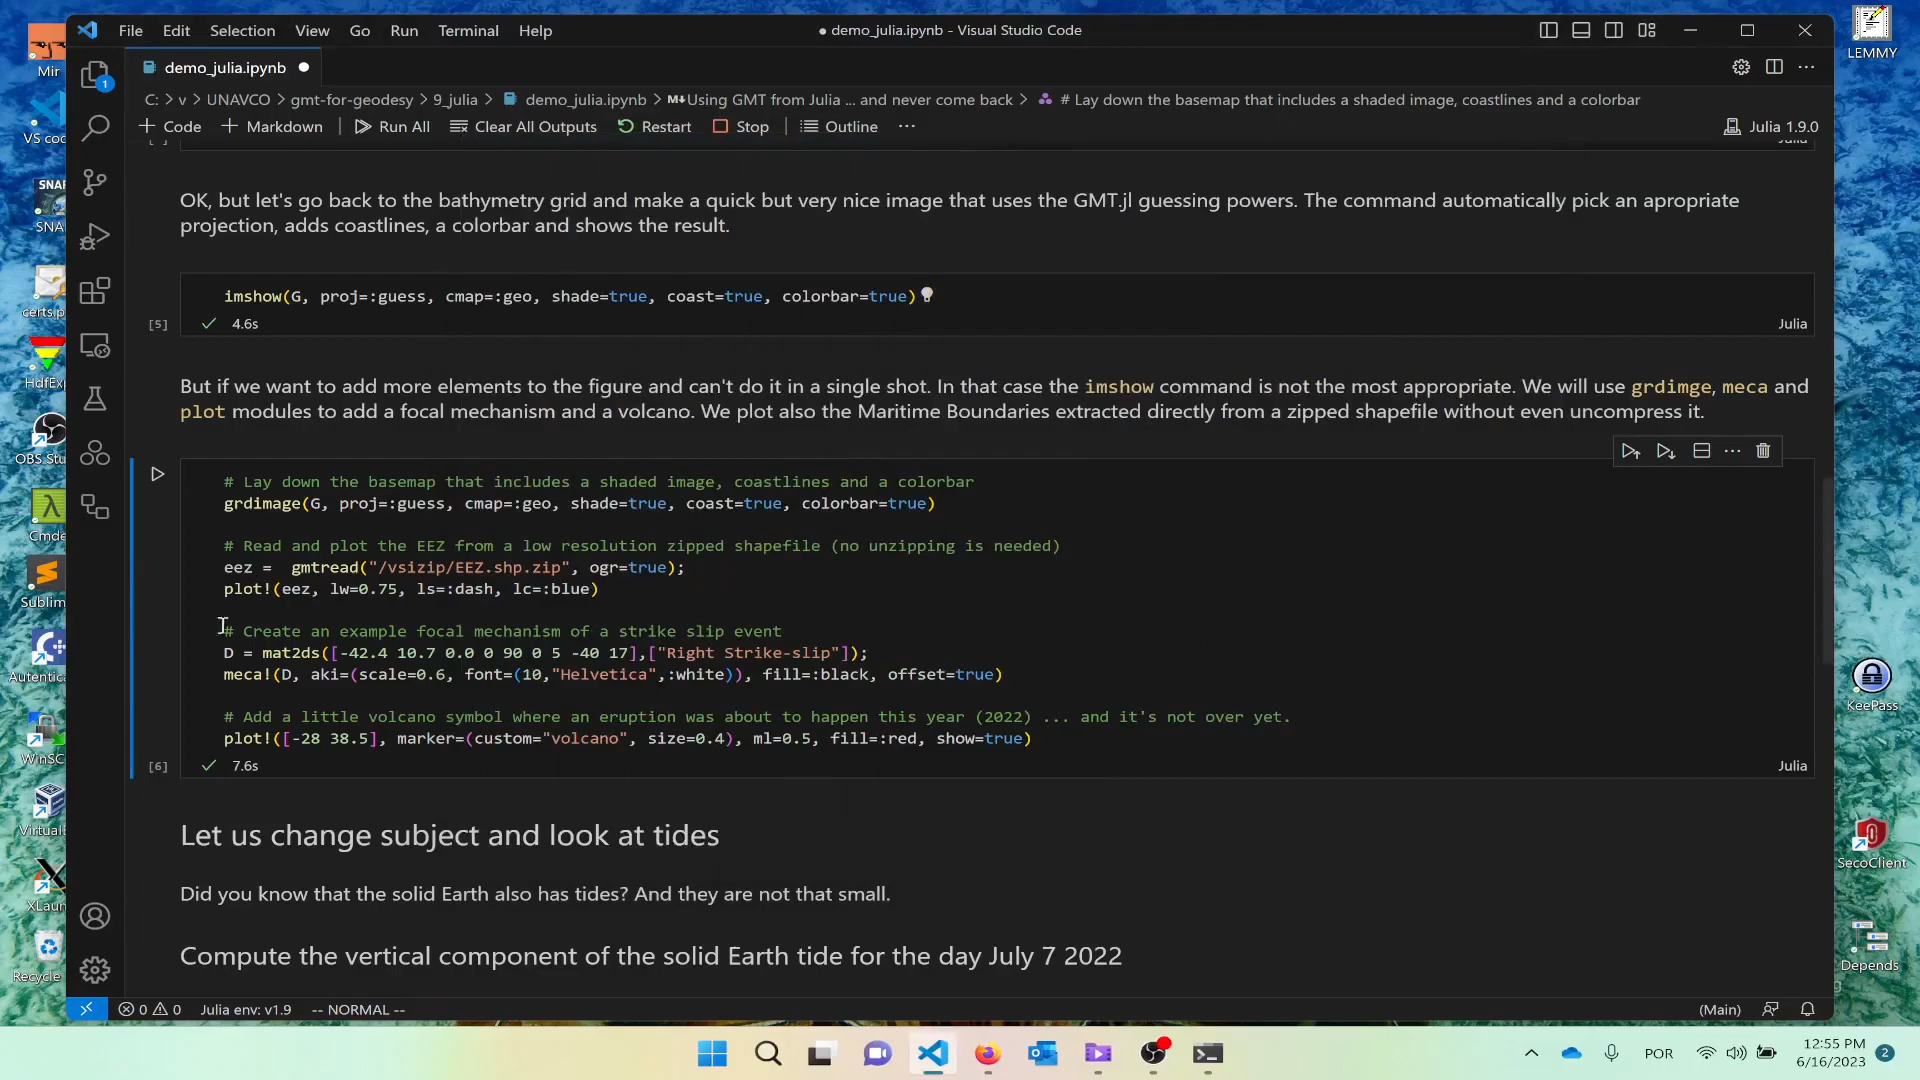 File Edit Selection View Go Run Terminal Help
● demo_julia.ipynb - Visual Studio Code
demo_julia.ipynb ●
C: > v > UNAVCO > gmt-for-geodesy > 9_julia > demo_julia.ipynb > M↓Using GMT from Julia ... and never come back > # Lay down the basemap that includes a shaded image, coastlines and a colorbar
+ Code + Markdown | Run All Clear All Outputs Restart Stop | Outline ...
Julia 1.9.0
OK, but let's go back to the bathymetry grid and make a quick but very nice image that uses the GMT.jl guessing powers. The command automatically pick an apropriate
projection, adds coastlines, a colorbar and shows the result.
imshow(G, proj=:guess, cmap=:geo, shade=true, coast=true, colorbar=true)
[5] ✓ 4.6s Julia
But if we want to add more elements to the figure and can't do it in a single shot. In that case the imshow command is not the most appropriate. We will use grdimge, meca and
plot modules to add a focal mechanism and a volcano. We plot also the Maritime Boundaries extracted directly from a zipped shapefile without even uncompress it.
# Lay down the basemap that includes a shaded image, coastlines and a colorbar
grdimage(G, proj=:guess, cmap=:geo, shade=true, coast=true, colorbar=true)
# Read and plot the EEZ from a low resolution zipped shapefile (no unzipping is needed)
eez =  gmtread("/vsizip/EEZ.shp.zip", ogr=true);
plot!(eez, lw=0.75, ls=:dash, lc=:blue)
# Create an example focal mechanism of a strike slip event
D = mat2ds([-42.4 10.7 0.0 0 90 0 5 -40 17],["Right Strike-slip"]);
meca!(D, aki=(scale=0.6, font=(10,"Helvetica",:white)), fill=:black, offset=true)
# Add a little volcano symbol where an eruption was about to happen this year (2022) ... and it's not over yet.
plot!([-28 38.5], marker=(custom="volcano", size=0.4), ml=0.5, fill=:red, show=true)
[6] ✓ 7.6s Julia
Let us change subject and look at tides
Did you know that the solid Earth also has tides? And they are not that small.
Compute the vertical component of the solid Earth tide for the day July 7 2022
0 0 Julia env: v1.9 -- NORMAL --
(Main)
Mir
VS cod
SNAP
SNA
certs.p
HdfExp
OBS Stu
Cmde
Sublim
Autentica
WinSC
Virtuall
XLaun
Recycle
LEMMY
KeePass
SecoClient
Depends
1
POR
12:55 PM
6/16/2023
2